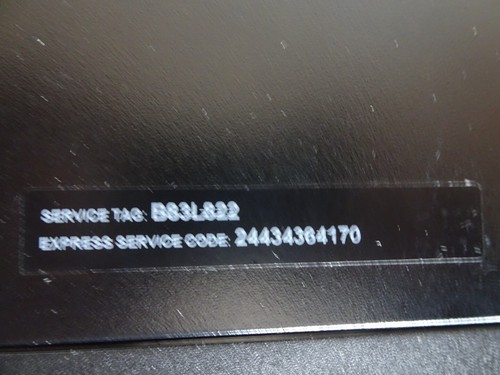 SERVICE TAG: B83L822
EXPRESS SERVICE CODE: 24434364170